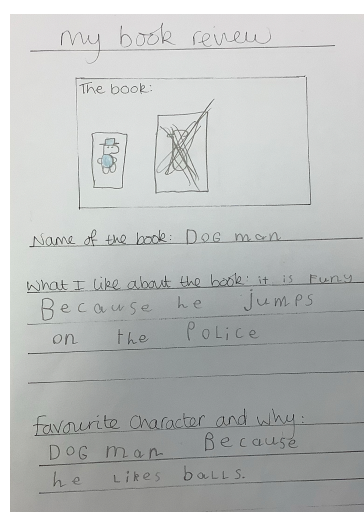 my book review
The book:
Name of the book: DOG man
What I like about the book: it is Funy
Because he jumps
on the Police
favourite character and why:
DOG man Because
he likes balls.